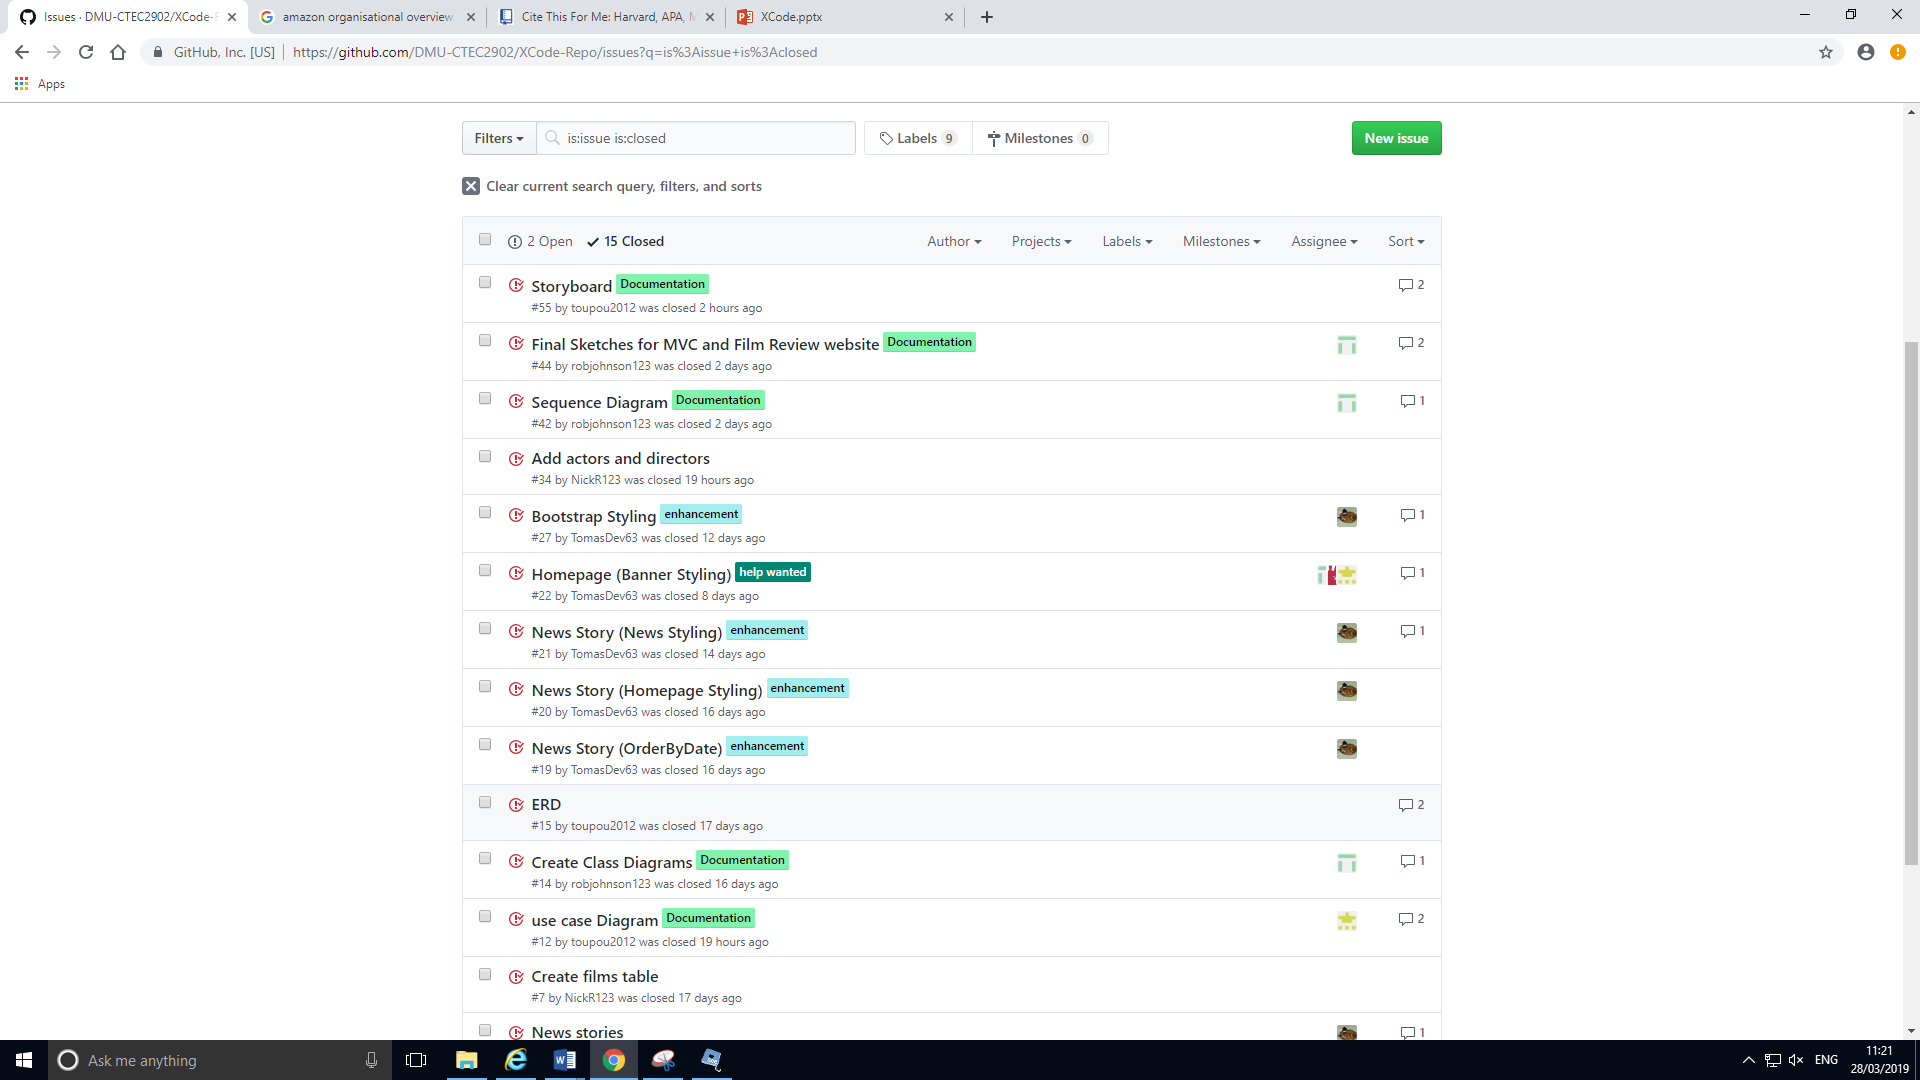 Issues · DMU-CTEC2902/XCode-R
amazon organisational overview
Cite This For Me: Harvard, APA, M
XCode.pptx
GitHub, Inc. [US]
https://github.com/DMU-CTEC2902/XCode-Repo/issues?q=is%3Aissue+is%3Aclosed
Apps
Filters
is:issue is:closed
Labels 9
Milestones 0
New issue
Clear current search query, filters, and sorts
2 Open
15 Closed
Author
Projects
Labels
Milestones
Assignee
Sort
Storyboard Documentation 2
#55 by toupou2012 was closed 2 hours ago
Final Sketches for MVC and Film Review website Documentation 2
#44 by robjohnson123 was closed 2 days ago
Sequence Diagram Documentation 1
#42 by robjohnson123 was closed 2 days ago
Add actors and directors
#34 by NickR123 was closed 19 hours ago
Bootstrap Styling enhancement 1
#27 by TomasDev63 was closed 12 days ago
Homepage (Banner Styling) help wanted 1
#22 by TomasDev63 was closed 8 days ago
News Story (News Styling) enhancement 1
#21 by TomasDev63 was closed 14 days ago
News Story (Homepage Styling) enhancement
#20 by TomasDev63 was closed 16 days ago
News Story (OrderByDate) enhancement
#19 by TomasDev63 was closed 16 days ago
ERD 2
#15 by toupou2012 was closed 17 days ago
Create Class Diagrams Documentation 1
#14 by robjohnson123 was closed 16 days ago
use case Diagram Documentation 2
#12 by toupou2012 was closed 19 hours ago
Create films table
#7 by NickR123 was closed 17 days ago
News stories 1
Ask me anything
ENG
11:21
28/03/2019